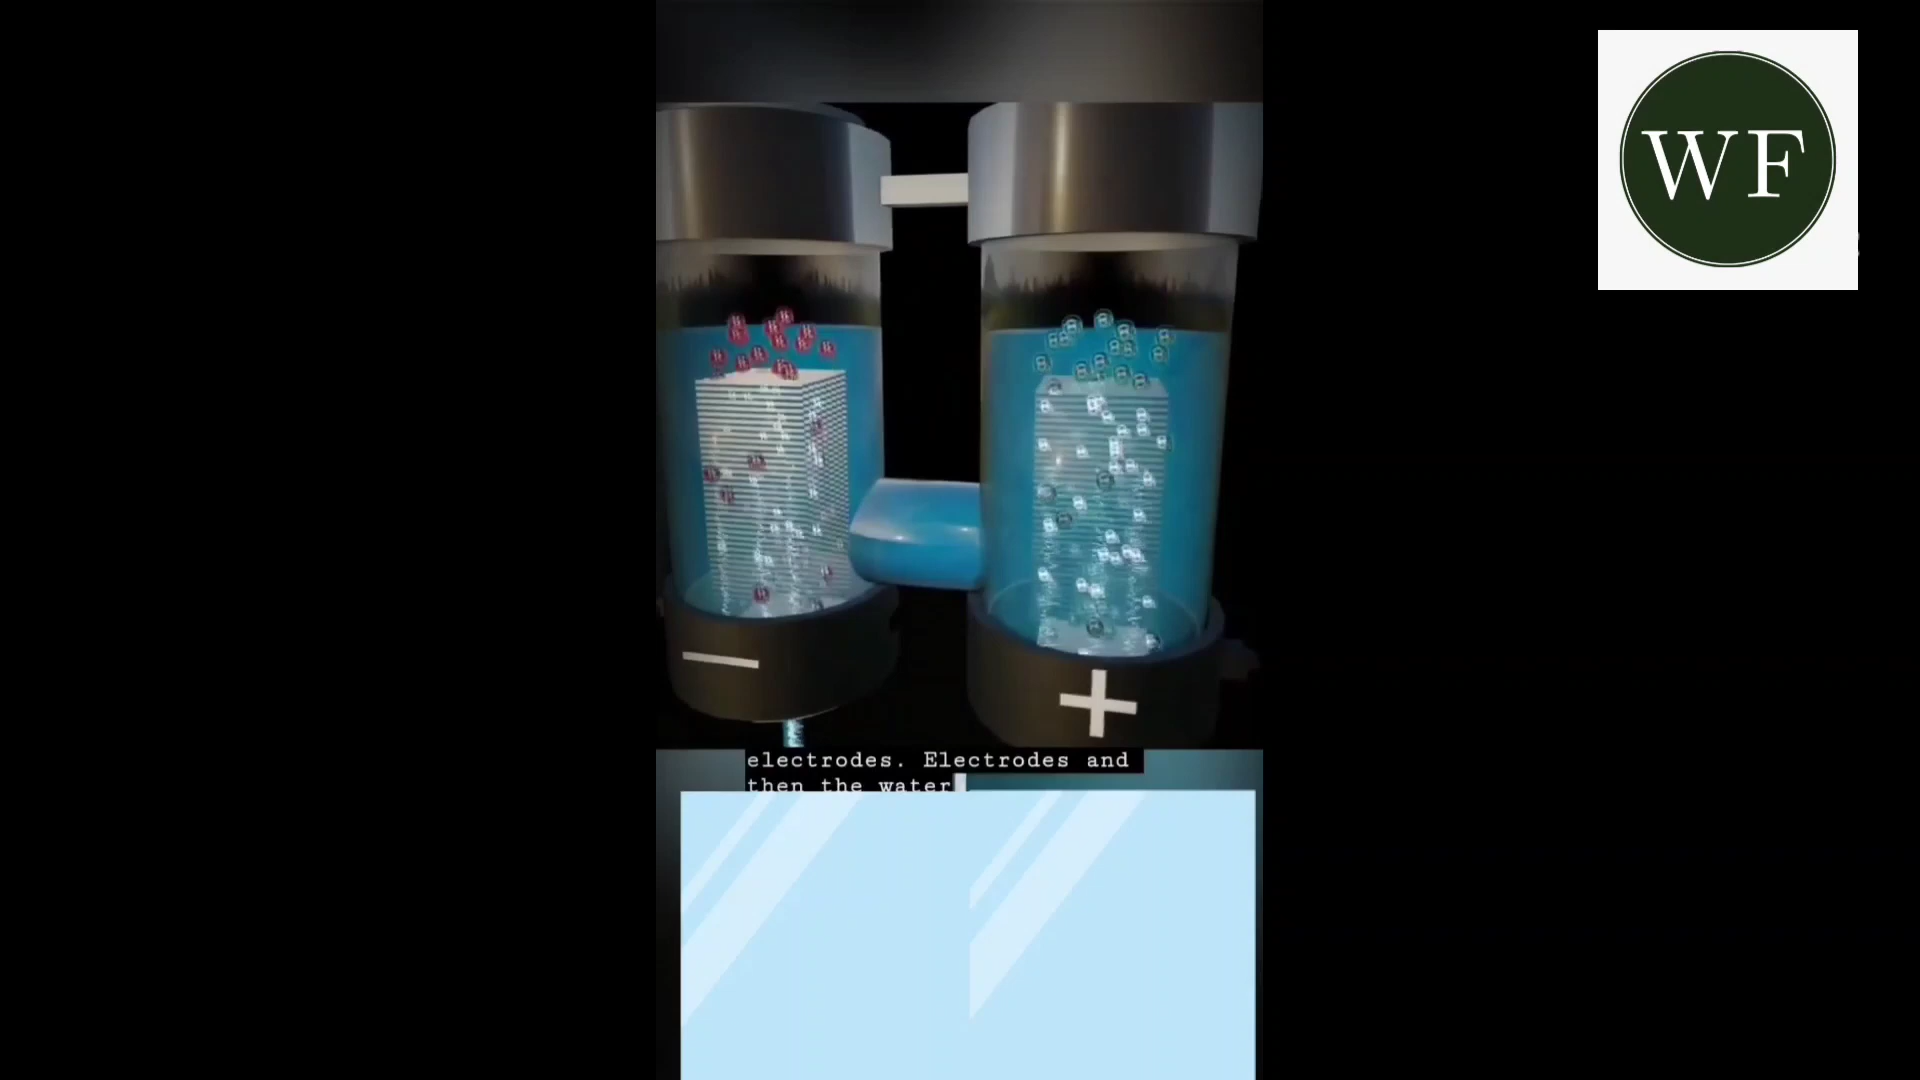 WF
—
+
electrodes. Electrodes and
then the water